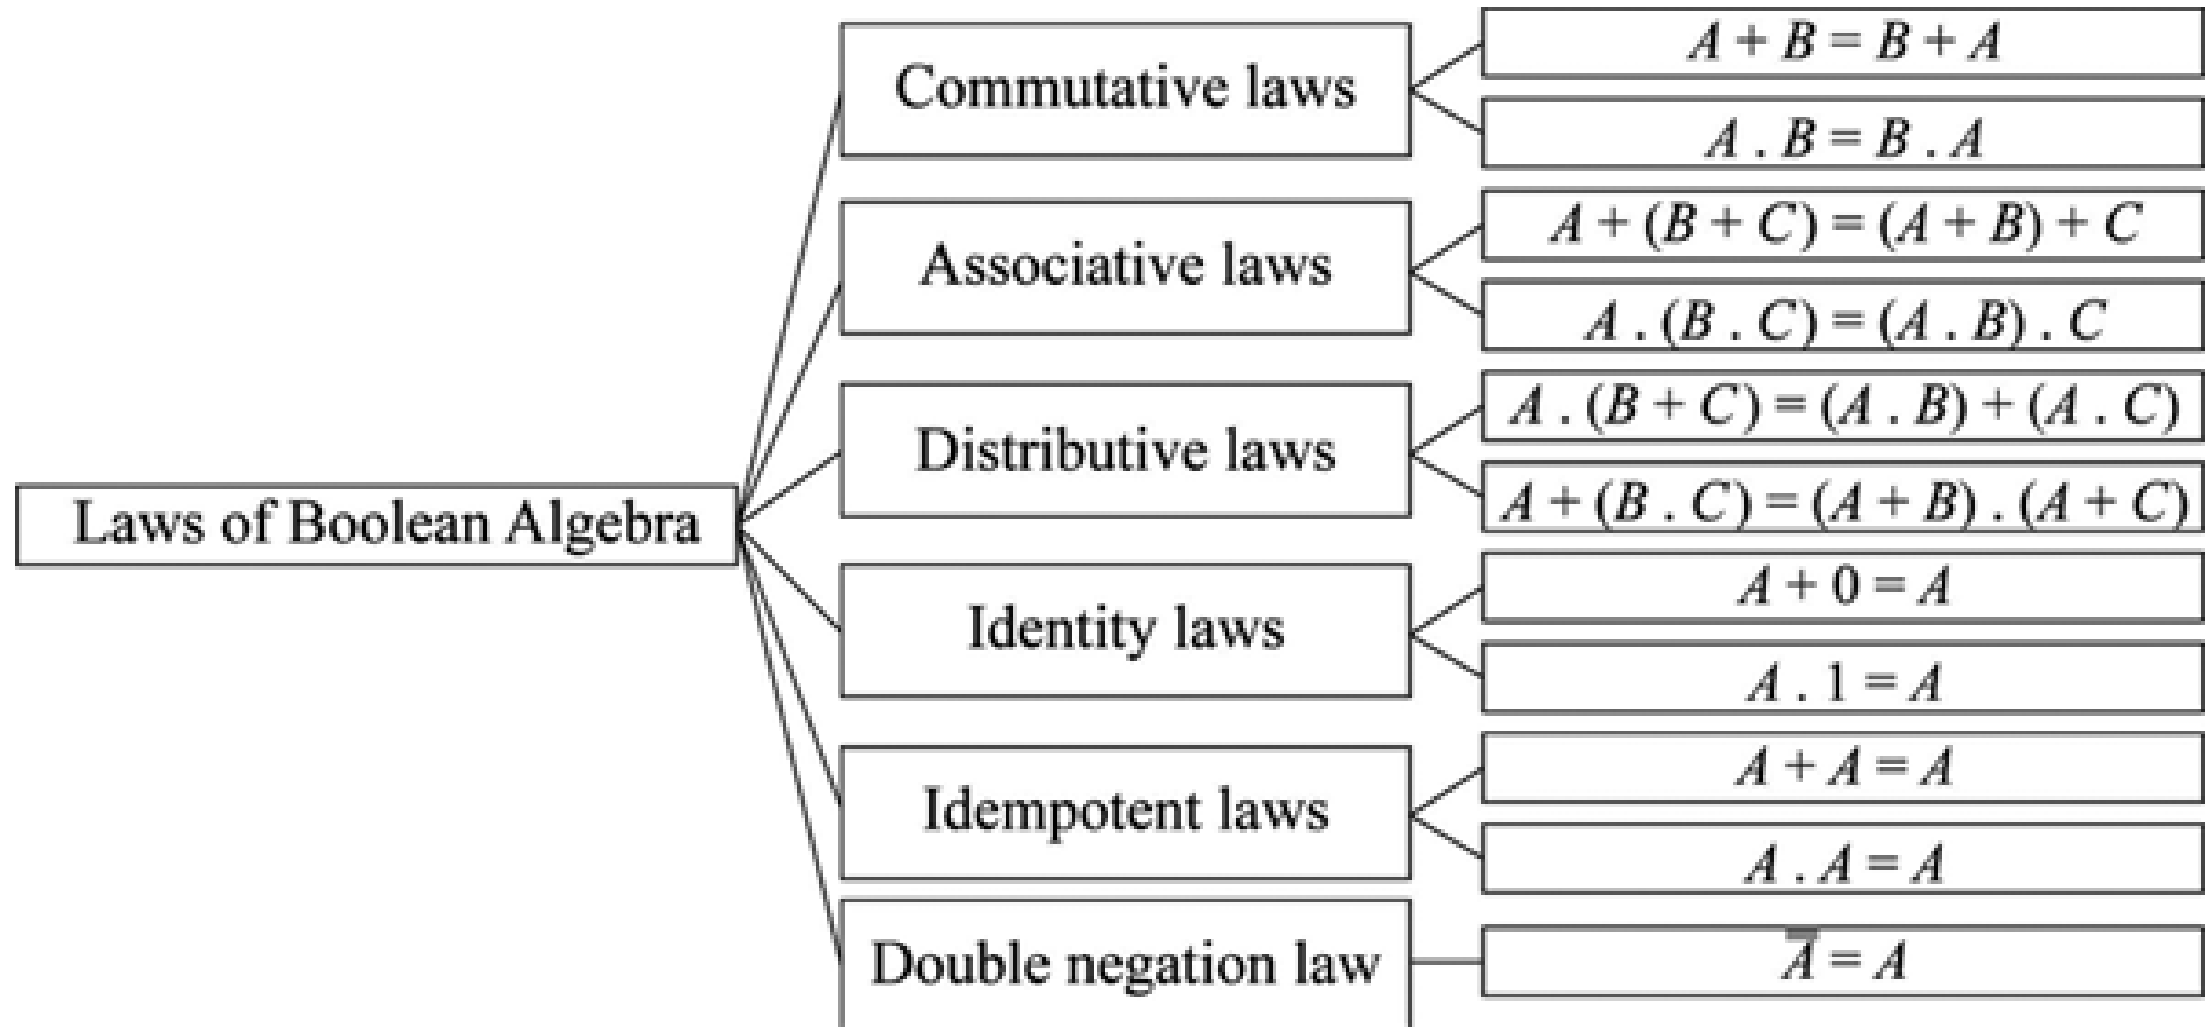 Laws of Boolean Algebra
Commutative laws
A + B = B + A
A . B = B . A
Associative laws
A + (B + C) = (A + B) + C
A . (B . C) = (A . B) . C
Distributive laws
A . (B + C) = (A . B) + (A . C)
A + (B . C) = (A + B) . (A + C)
Identity laws
A + 0 = A
A . 1 = A
Idempotent laws
A + A = A
A . A = A
Double negation law
A̿ = A